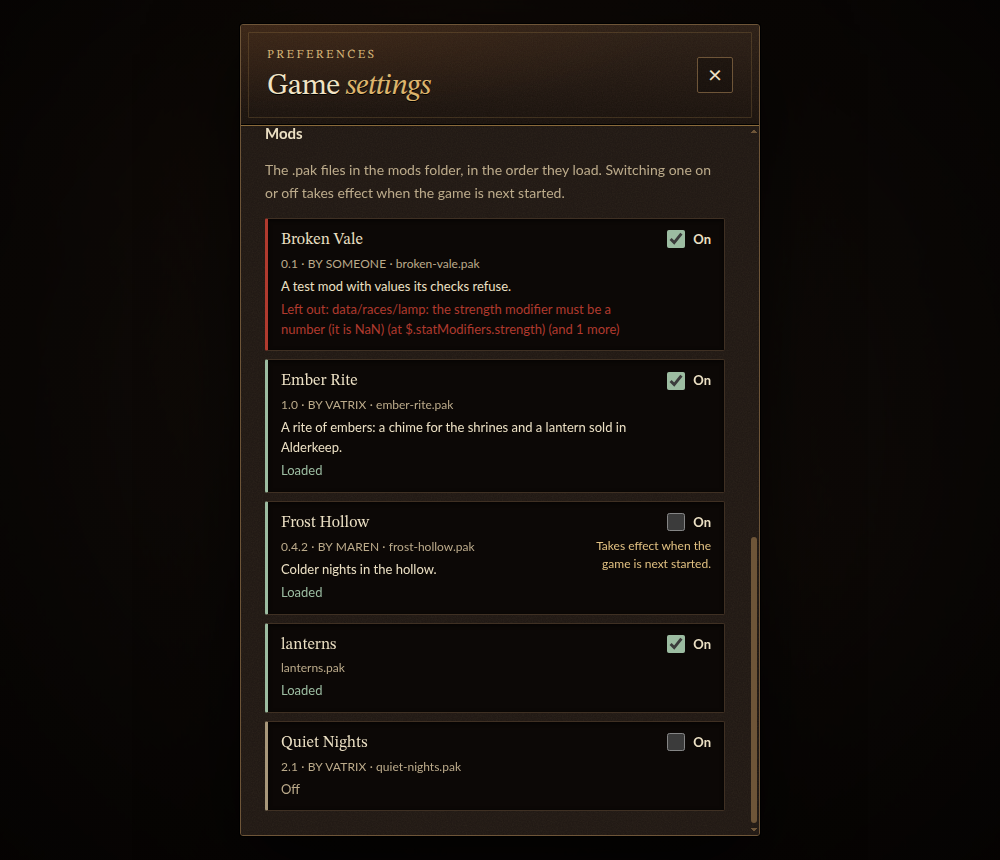 PREFERENCES
Game settings
✕
Mods
The .pak files in the mods folder, in the order they load. Switching one on
or off takes effect when the game is next started.
Broken Vale
On
0.1 · BY SOMEONE · broken-vale.pak
A test mod with values its checks refuse.
Left out: data/races/lamp: the strength modifier must be a
number (it is NaN) (at $.statModifiers.strength) (and 1 more)
Ember Rite
On
1.0 · BY VATRIX · ember-rite.pak
A rite of embers: a chime for the shrines and a lantern sold in
Alderkeep.
Loaded
Frost Hollow
On
0.4.2 · BY MAREN · frost-hollow.pak
Takes effect when the
game is next started.
Colder nights in the hollow.
Loaded
lanterns
On
lanterns.pak
Loaded
Quiet Nights
On
2.1 · BY VATRIX · quiet-nights.pak
Off